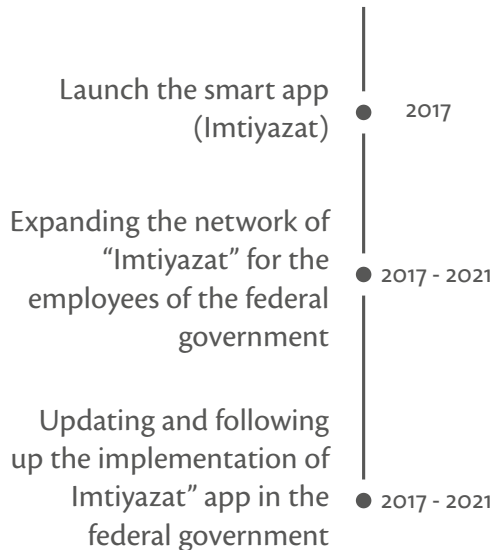 Launch the smart app
(Imtiyazat)
2017
Expanding the network of
“Imtiyazat” for the
employees of the federal
government
2017 - 2021
Updating and following
up the implementation of
Imtiyazat” app in the
federal government
2017 - 2021